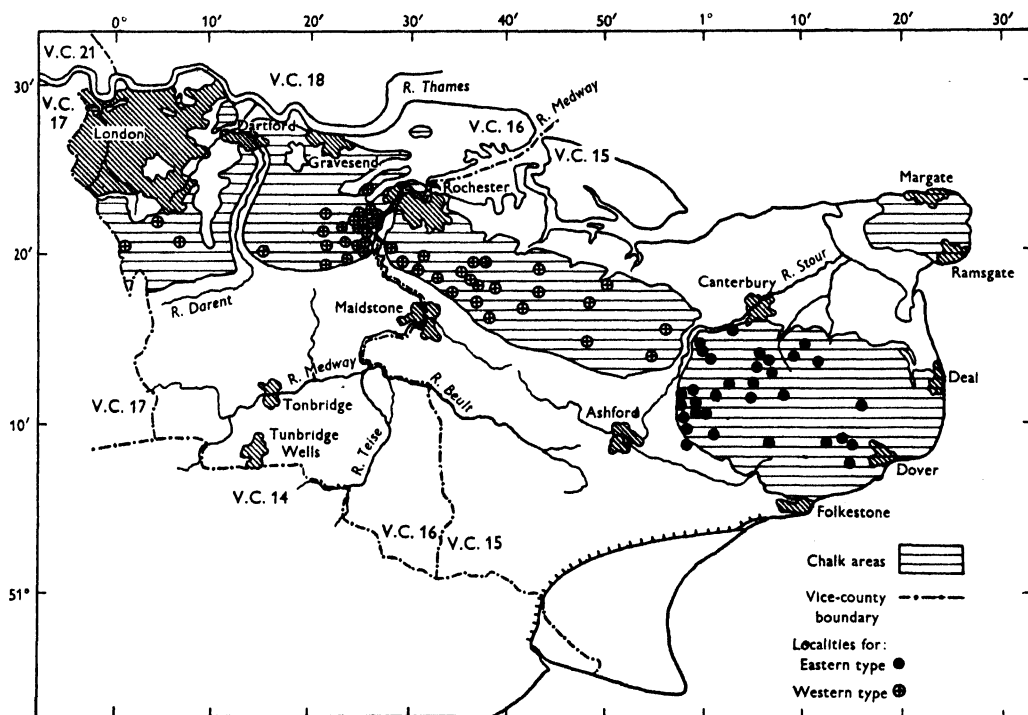 0° 10′ 20′ 30′ 40′ 50′ 1° 10′ 20′ 30′
V.C. 21
30′
V.C. 18
R. Thames
V.C.
17
R. Medway
London
Dartford
V.C. 16
Gravesend
V.C. 15
Rochester
Margate
20′
R. Stour
Canterbury
Ramsgate
R. Darent
Maidstone
R. Medway
Deal
V.C. 17
Tonbridge
R. Beult
Ashford
10′
Tunbridge
Wells
R. Teise
Dover
V.C. 14
Folkestone
V.C. 16
V.C. 15
Chalk areas
51°
Vice-county
boundary
Localities for:
Eastern type
Western type